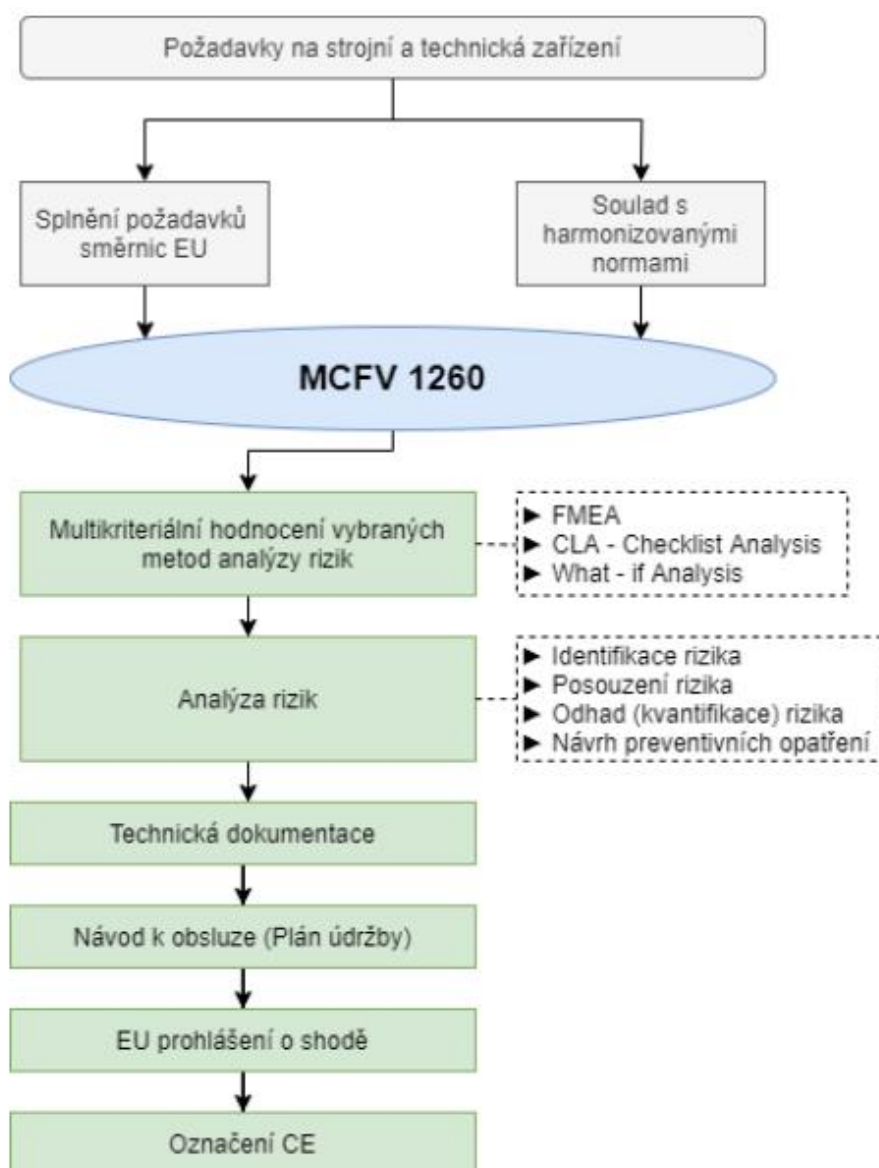 Požadavky na strojní a technická zařízení
Splnění požadavků
směrnic EU
Soulad s
harmonizovanými
normami
MCFV 1260
Multikriteriální hodnocení vybraných
metod analýzy rizik
► FMEA
► CLA - Checklist Analysis
► What - if Analysis
Analýza rizik
► Identifikace rizika
► Posouzení rizika
► Odhad (kvantifikace) rizika
► Návrh preventivních opatření
Technická dokumentace
Návod k obsluze (Plán údržby)
EU prohlášení o shodě
Označení CE